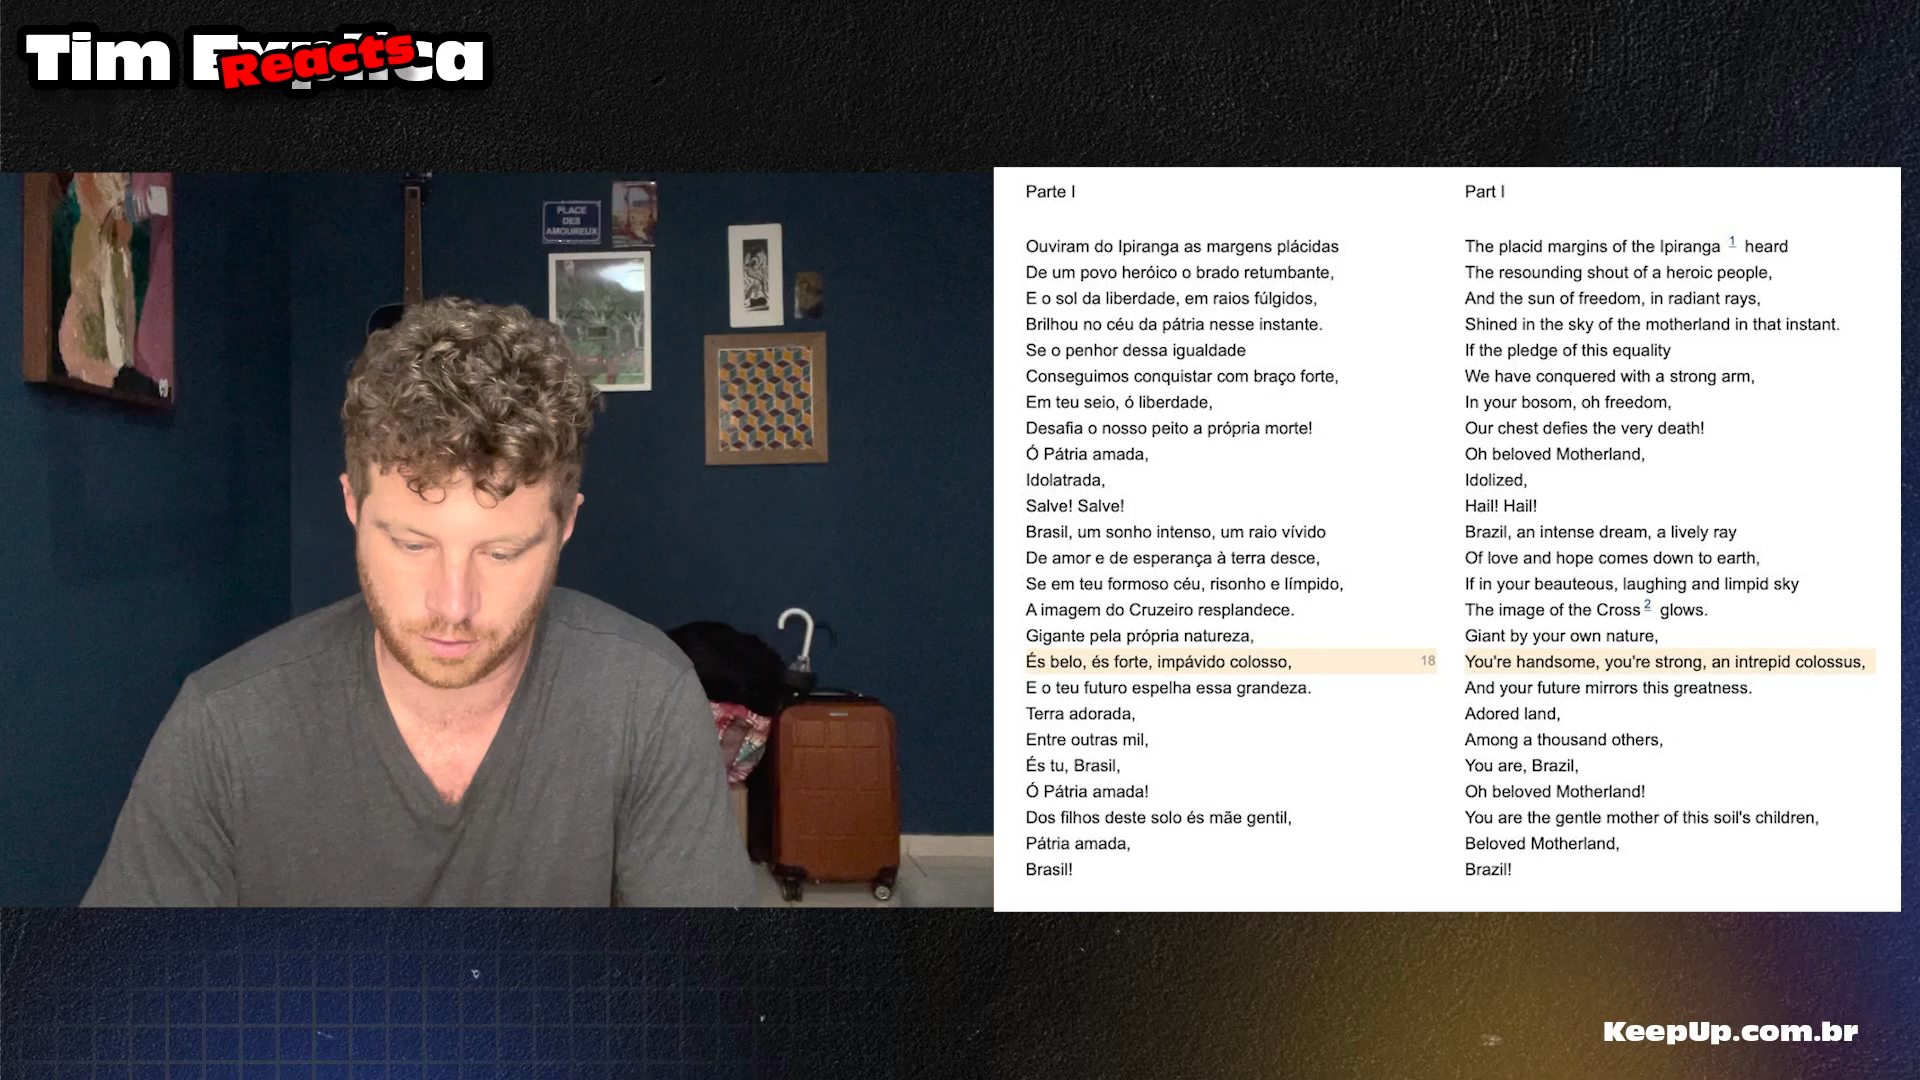 Tim Explica
Reacts
PLACE
DES
AMOUREUX
Parte I
Ouviram do Ipiranga as margens plácidas
De um povo heróico o brado retumbante,
E o sol da liberdade, em raios fúlgidos,
Brilhou no céu da pátria nesse instante.
Se o penhor dessa igualdade
Conseguimos conquistar com braço forte,
Em teu seio, ó liberdade,
Desafia o nosso peito a própria morte!
Ó Pátria amada,
Idolatrada,
Salve! Salve!
Brasil, um sonho intenso, um raio vívido
De amor e de esperança à terra desce,
Se em teu formoso céu, risonho e límpido,
A imagem do Cruzeiro resplandece.
Gigante pela própria natureza,
És belo, és forte, impávido colosso, 18
E o teu futuro espelha essa grandeza.
Terra adorada,
Entre outras mil,
És tu, Brasil,
Ó Pátria amada!
Dos filhos deste solo és mãe gentil,
Pátria amada,
Brasil!
Part I
The placid margins of the Ipiranga 1 heard
The resounding shout of a heroic people,
And the sun of freedom, in radiant rays,
Shined in the sky of the motherland in that instant.
If the pledge of this equality
We have conquered with a strong arm,
In your bosom, oh freedom,
Our chest defies the very death!
Oh beloved Motherland,
Idolized,
Hail! Hail!
Brazil, an intense dream, a lively ray
Of love and hope comes down to earth,
If in your beauteous, laughing and limpid sky
The image of the Cross 2 glows.
Giant by your own nature,
You're handsome, you're strong, an intrepid colossus,
And your future mirrors this greatness.
Adored land,
Among a thousand others,
You are, Brazil,
Oh beloved Motherland!
You are the gentle mother of this soil's children,
Beloved Motherland,
Brazil!
KeepUp.com.br